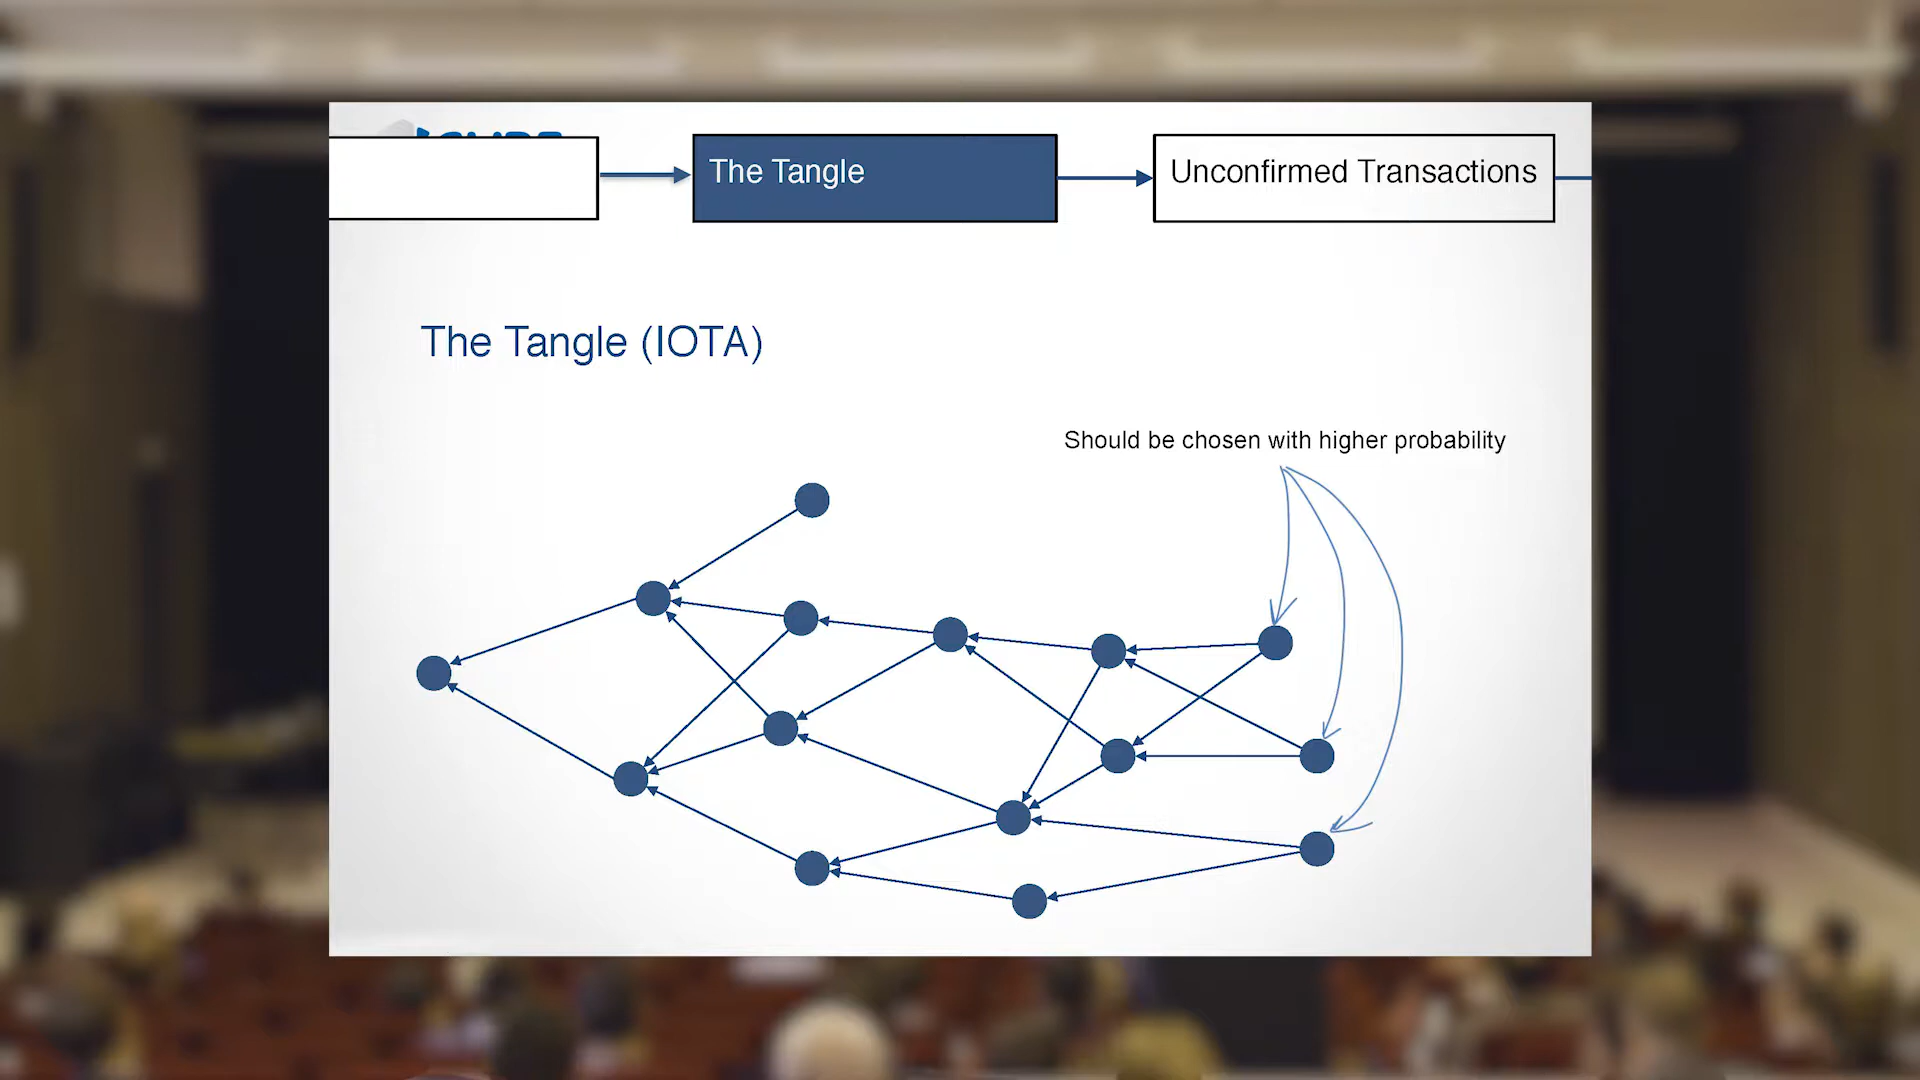 The Tangle
Unconfirmed Transactions
The Tangle (IOTA)
Should be chosen with higher probability